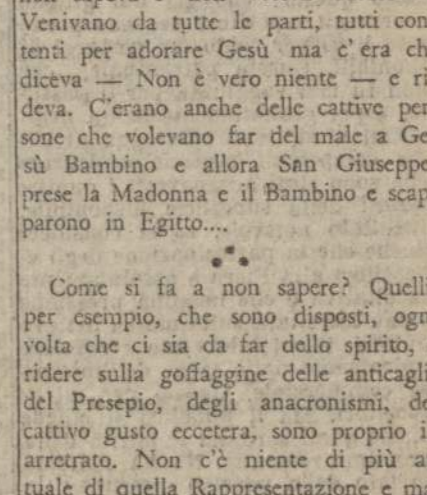 Venivano da tutte le parti, tutti con
tenti per adorare Gesù ma c'era ch
diceva — Non è vero niente — e ri
deva. C'erano anche delle cattive per
sone che volevano far del male a Ge
sù Bambino e allora San Giuseppe
prese la Madonna e il Bambino e scap
parono in Egitto....
Come si fa a non sapere? Quelli
per esempio, che sono disposti, ogn
volta che ci sia da far dello spirito,
ridere sulla goffaggine delle anticagli
del Presepio, degli anacronismi, de
cattivo gusto eccetera, sono proprio i
arretrato. Non c'è niente di più a
tuale di quella Rappresentazione e ma